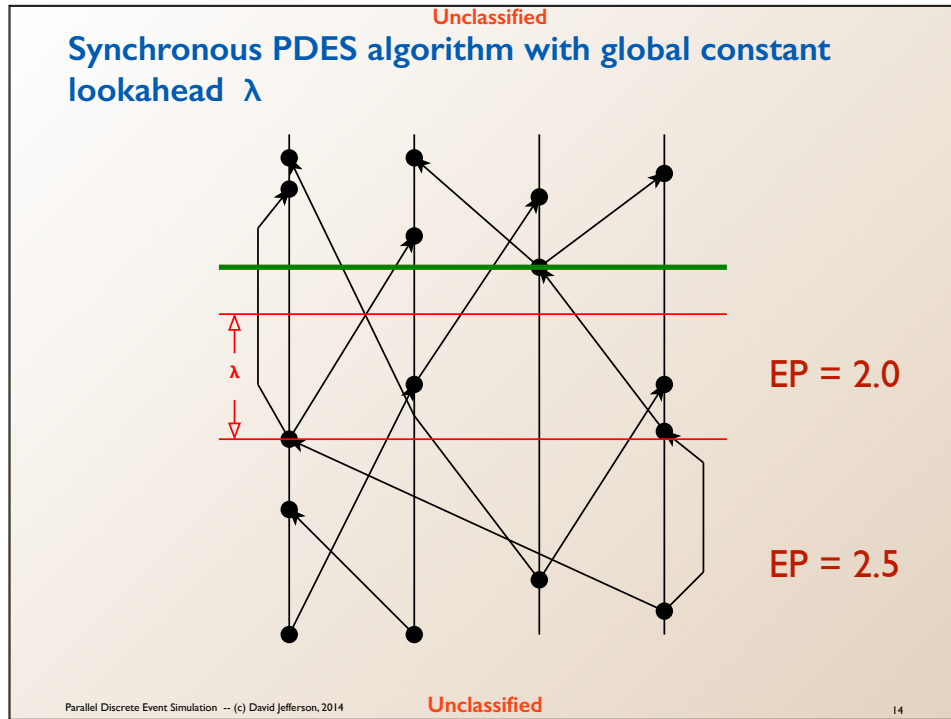 Unclassified
Synchronous PDES algorithm with global constant
lookahead λ
λ
EP = 2.0
EP = 2.5
Parallel Discrete Event Simulation -- (c) David Jefferson, 2014
Unclassified
14